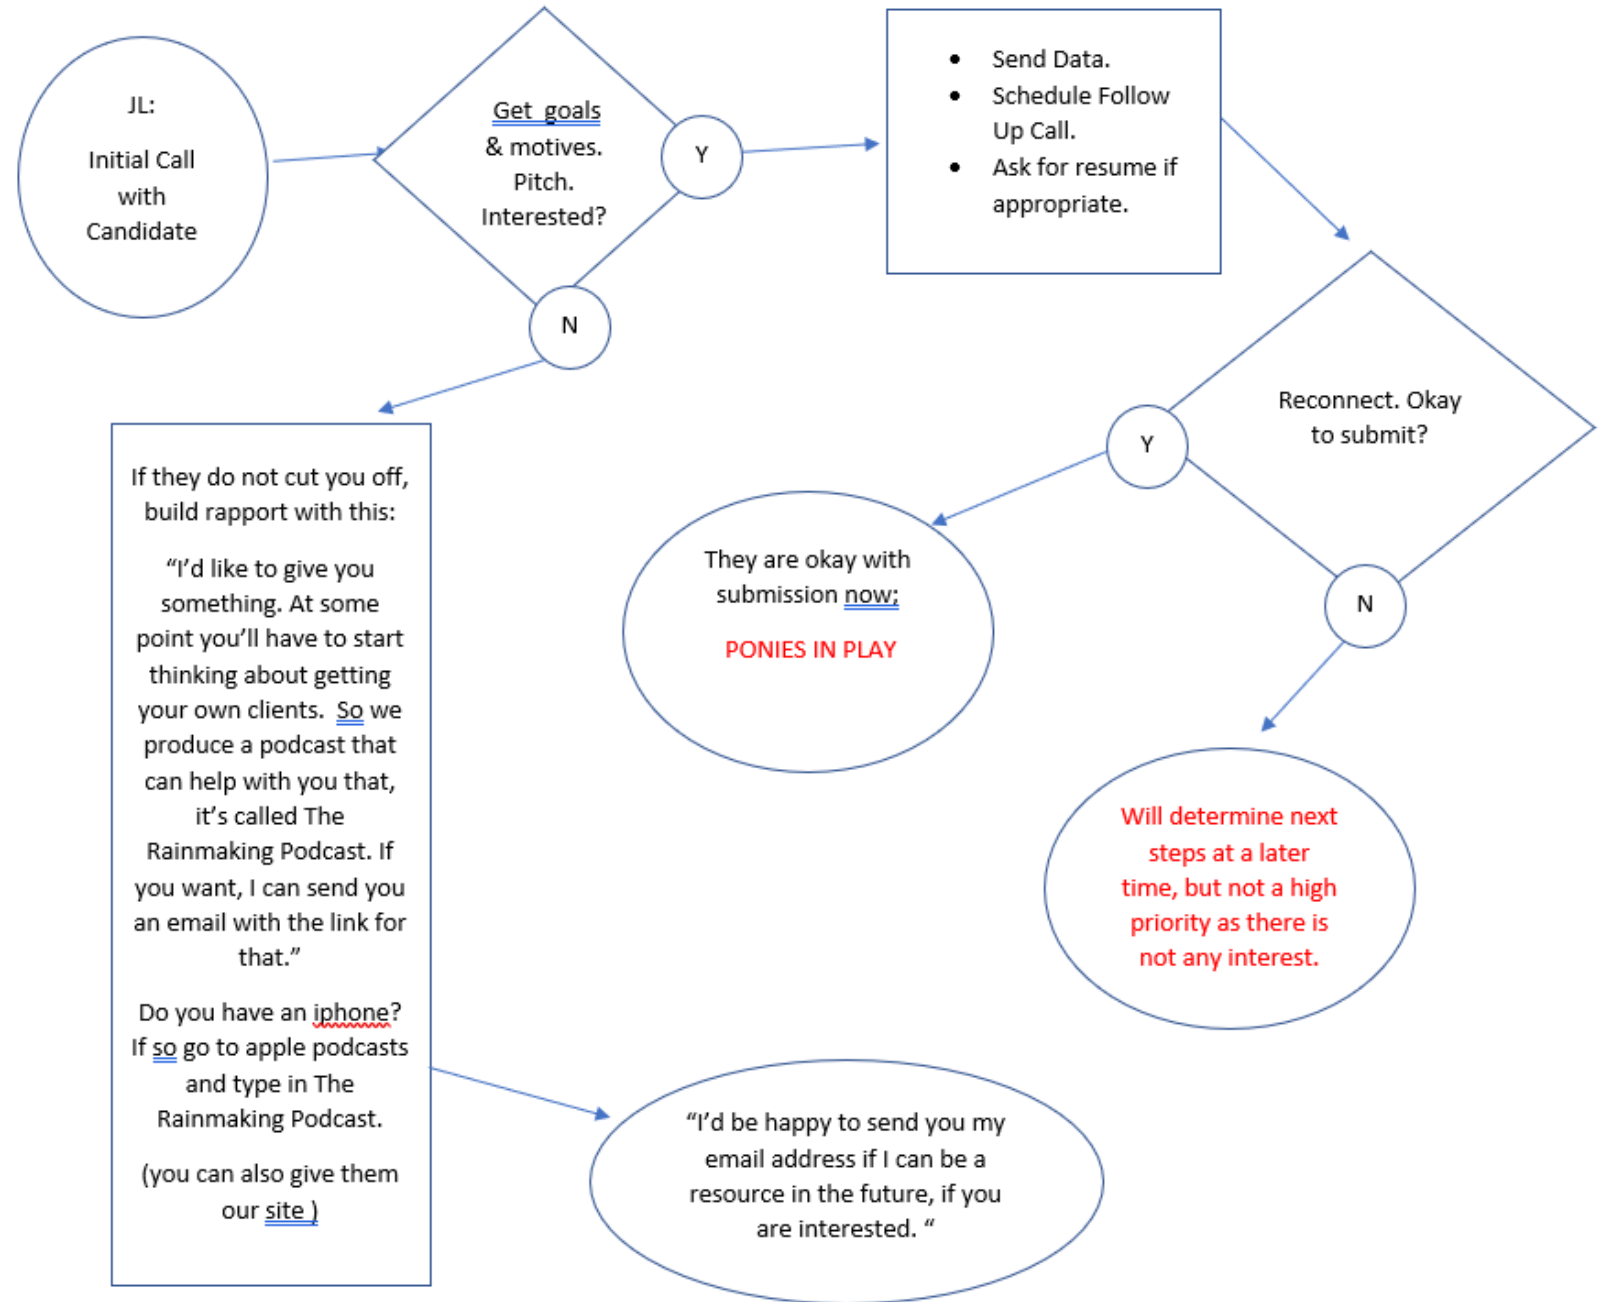 JL:
Initial Call
with
Candidate
Get  goals
& motives.
Pitch.
Interested?
Y
N
• Send Data.
• Schedule Follow
Up Call.
• Ask for resume if
appropriate.
Reconnect. Okay
to submit?
Y
N
They are okay with
submission now;
PONIES IN PLAY
Will determine next
steps at a later
time, but not a high
priority as there is
not any interest.
If they do not cut you off,
build rapport with this:
“I’d like to give you
something. At some
point you’ll have to start
thinking about getting
your own clients.  So we
produce a podcast that
can help with you that,
it’s called The
Rainmaking Podcast. If
you want, I can send you
an email with the link for
that.”
Do you have an iphone?
If so go to apple podcasts
and type in The
Rainmaking Podcast.
(you can also give them
our site )
“I’d be happy to send you my
email address if I can be a
resource in the future, if you
are interested. “